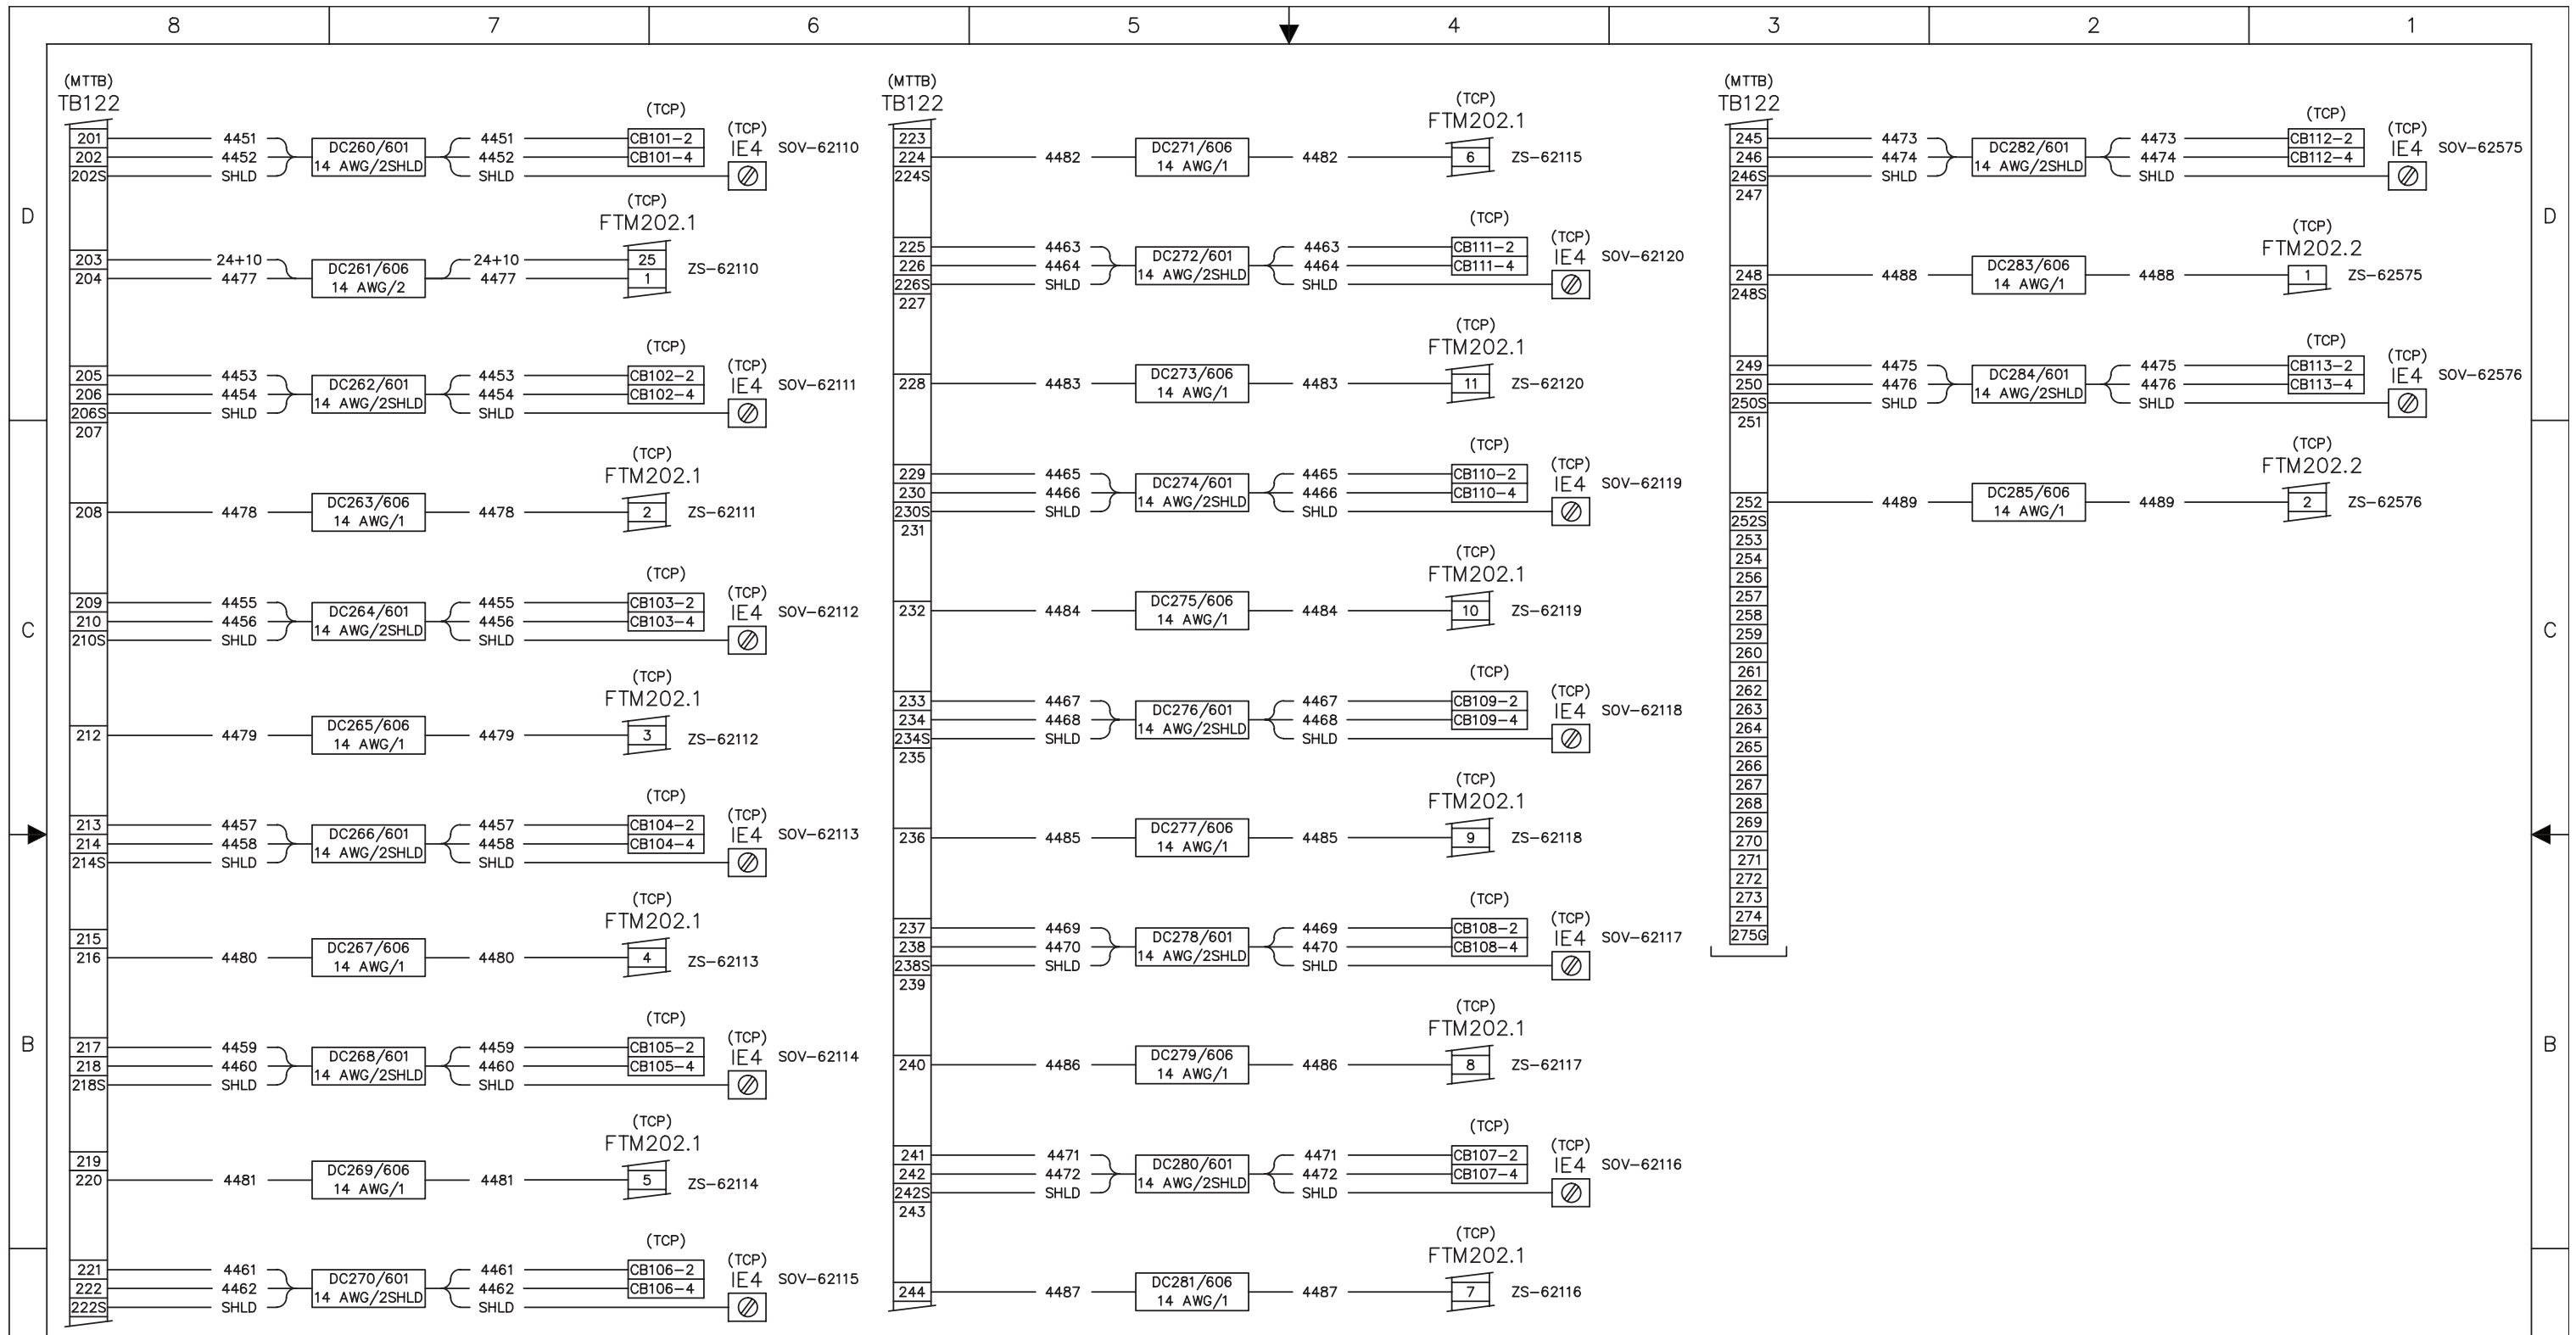 8 7 6 5 4 3 2 1
(MTTB)
TB122
201 4451 DC260/601 4451 CB101-2 (TCP)
202 4452 14 AWG/2SHLD 4452 CB101-4 (TCP) IE4 SOV-62110
202S SHLD SHLD
(TCP)
FTM202.1
203 24+10 DC261/606 24+10 25
204 4477 14 AWG/2 4477 1 ZS-62110
(TCP)
205 4453 DC262/601 4453 CB102-2 (TCP)
206 4454 14 AWG/2SHLD 4454 CB102-4 IE4 SOV-62111
206S SHLD SHLD
207
(TCP)
FTM202.1
208 4478 DC263/606 14 AWG/1 4478 2 ZS-62111
(TCP)
209 4455 DC264/601 4455 CB103-2 (TCP)
210 4456 14 AWG/2SHLD 4456 CB103-4 IE4 SOV-62112
210S SHLD SHLD
(TCP)
FTM202.1
212 4479 DC265/606 14 AWG/1 4479 3 ZS-62112
(TCP)
213 4457 DC266/601 4457 CB104-2 (TCP)
214 4458 14 AWG/2SHLD 4458 CB104-4 IE4 SOV-62113
214S SHLD SHLD
(TCP)
FTM202.1
215
216 4480 DC267/606 14 AWG/1 4480 4 ZS-62113
(TCP)
217 4459 DC268/601 4459 CB105-2 (TCP)
218 4460 14 AWG/2SHLD 4460 CB105-4 IE4 SOV-62114
218S SHLD SHLD
(TCP)
FTM202.1
219
220 4481 DC269/606 14 AWG/1 4481 5 ZS-62114
(TCP)
221 4461 DC270/601 4461 CB106-2 (TCP)
222 4462 14 AWG/2SHLD 4462 CB106-4 IE4 SOV-62115
222S SHLD SHLD
(MTTB)
TB122
(TCP)
FTM202.1
223
224 4482 DC271/606 14 AWG/1 4482 6 ZS-62115
224S
(TCP)
225 4463 DC272/601 4463 CB111-2 (TCP)
226 4464 14 AWG/2SHLD 4464 CB111-4 IE4 SOV-62120
226S SHLD SHLD
227
(TCP)
FTM202.1
228 4483 DC273/606 14 AWG/1 4483 11 ZS-62120
(TCP)
229 4465 DC274/601 4465 CB110-2 (TCP)
230 4466 14 AWG/2SHLD 4466 CB110-4 IE4 SOV-62119
230S SHLD SHLD
231
(TCP)
FTM202.1
232 4484 DC275/606 14 AWG/1 4484 10 ZS-62119
(TCP)
233 4467 DC276/601 4467 CB109-2 (TCP)
234 4468 14 AWG/2SHLD 4468 CB109-4 IE4 SOV-62118
234S SHLD SHLD
235
(TCP)
FTM202.1
236 4485 DC277/606 14 AWG/1 4485 9 ZS-62118
(TCP)
237 4469 DC278/601 4469 CB108-2 (TCP)
238 4470 14 AWG/2SHLD 4470 CB108-4 IE4 SOV-62117
238S SHLD SHLD
239
(TCP)
FTM202.1
240 4486 DC279/606 14 AWG/1 4486 8 ZS-62117
(TCP)
241 4471 DC280/601 4471 CB107-2 (TCP)
242 4472 14 AWG/2SHLD 4472 CB107-4 IE4 SOV-62116
242S SHLD SHLD
243
(TCP)
FTM202.1
244 4487 DC281/606 14 AWG/1 4487 7 ZS-62116
(MTTB)
TB122
(TCP)
245 4473 DC282/601 4473 CB112-2 (TCP)
246 4474 14 AWG/2SHLD 4474 CB112-4 IE4 SOV-62575
246S SHLD SHLD
247
(TCP)
FTM202.2
248 4488 DC283/606 14 AWG/1 4488 1 ZS-62575
248S
(TCP)
249 4475 DC284/601 4475 CB113-2 (TCP)
250 4476 14 AWG/2SHLD 4476 CB113-4 IE4 SOV-62576
250S SHLD SHLD
251
(TCP)
FTM202.2
252 4489 DC285/606 14 AWG/1 4489 2 ZS-62576
252S
253
254
256
257
258
259
260
261
262
263
264
265
266
267
268
269
270
271
272
273
274
275G
D D
C C
B B